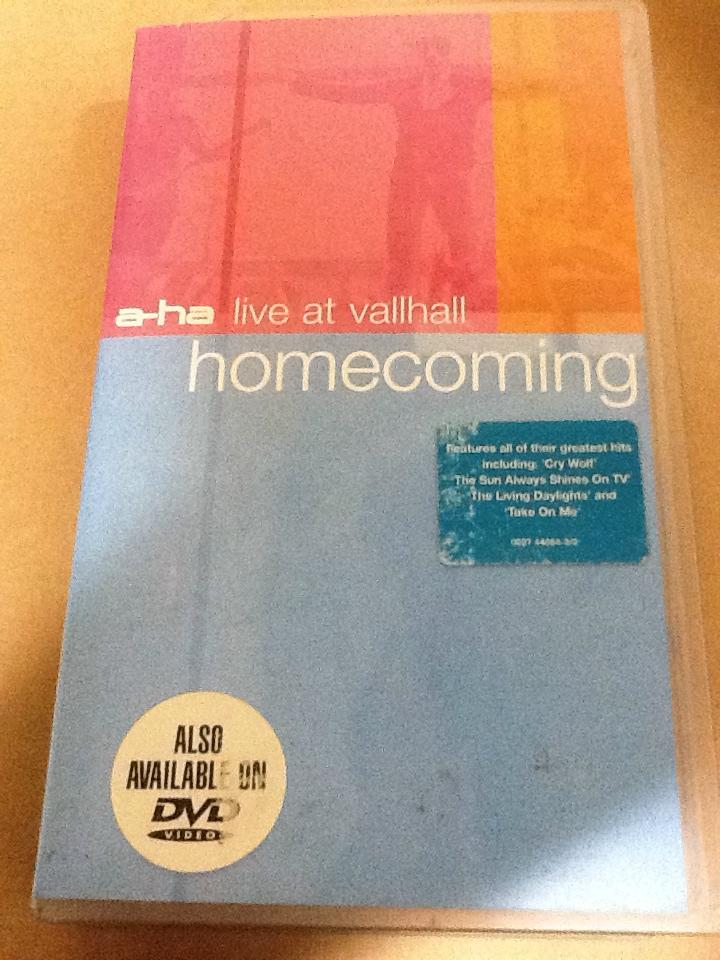 a-ha live at vallhall
homecoming
Features all of their greatest hits
including: 'Cry Wolf'
'The Sun Always Shines On TV'
'The Living Daylights' and
'Take On Me'
ALSO
AVAILABLE ON
DVD
VIDEO